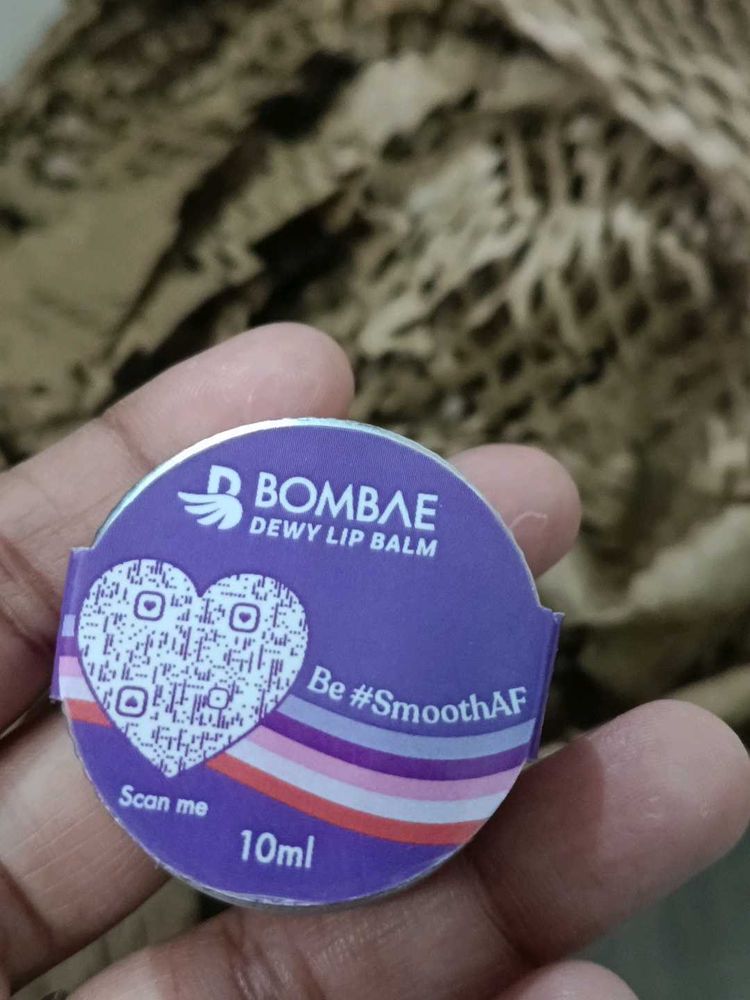 BOMBAE
DEWY LIP BALM
Be #SmoothAF
Scan me
10ml